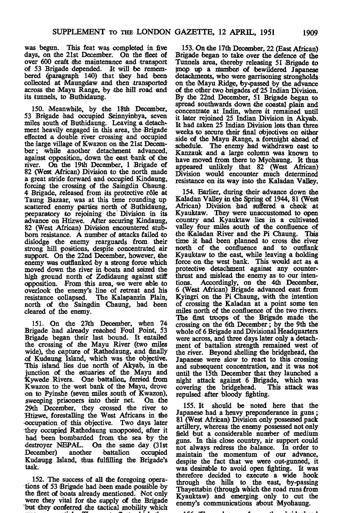 SUPPLEMENT TO THE LONDON GAZETTE, 12 APRIL, 1951 1909
was begun. This feat was completed in five
days, on the 21st December. On the fleet of
over 600 craft the maintenance and transport
of 53 Brigade depended. It will be remem-
bered (paragraph 140) that they had been
collected at Maungdaw and then transported
across the Mayu Range, by the hill road and
its tunnels, to Buthidaung.
150. Meanwhile, by the 18th December,
53 Brigade had occupied Seinnyinbya, seven
miles south of Buthidaung. Leaving a detach-
ment heavily engaged in this area, the Brigade
effected a double river crossing and occupied
the large village of Kwazon on the 21st Decem-
ber; while another detachment advanced,
against opposition, down the east bank of the
river. On the 19th December, 1 Brigade of
82 (West African) Division to the north made
a great stride forward and occupied Kindaung,
forcing the crossing of the Saingdin Chaung.
4 Brigade, released from its protective rôle at
Taung Bazaar, was at this time rounding up
scattered enemy parties north of Buthidaung,
preparatory to rejoining the Division in its
advance on Htizwe. After securing Kindaung,
82 (West African) Division encountered stub-
born resistance. A number of attacks failed to
dislodge the enemy rearguards from their
strong hill positions, despite concentrated air
support. On the 22nd December, however, the
enemy was outflanked by a strong force which
moved down the river in boats and seized the
high ground north of Zedidaung against stiff
opposition. From this area, we were able to
overlook the enemy's line of retreat and his
resistance collapsed. The Kalapanzin Plain,
north of the Saingdin Chaung, had been
cleared of the enemy.
151. On the 27th December, when 74
Brigade had already reached Foul Point, 53
Brigade began their last bound. It entailed
the crossing of the Mayu River (two miles
wide), the capture of Rathedaung, and finally
of Kudaung Island, which was the objective.
This island lies due north of Akyab, in the
junction of the estuaries of the Mayu and
Kywede Rivers. One battalion, ferried from
Kwazon to the west bank of the Mayu, drove
on to Pyinshe (seven miles south of Kwazon),
sweeping prisoners into their net. On the
29th December, they crossed the river to
Htizwe, forestalling the West Africans in the
occupation of this objective. Two days later
they occupied Rathedaung unopposed, after it
had been bombarded from the sea by the
destroyer NEPAL. On the same day (31st
December) another battalion occupied
Kudaung Island, thus fulfilling the Brigade's
task.
152. The success of all the foregoing opera-
tions of 53 Brigade had been made possible by
the fleet of boats already mentioned. Not only
were they vital for the supply of the Brigade
but they conferred the tactical mobility which
153. On the 17th December, 22 (East African)
Brigade began to take over the defence of the
Tunnels area, thereby releasing 51 Brigade to
mop up a number of bewildered Japanese
detachments, who were garrisoning strongholds
on the Mayu Ridge, by-passed by the advance
of the other two brigades of 25 Indian Division.
By the 22nd December, 51 Brigade began to
spread southwards down the coastal plain and
concentrate at Indin, where it remained until
it later rejoined 25 Indian Division in Akyab.
It had taken 25 Indian Division less than three
weeks to secure their final objectives on either
side of the Mayu Range, a fortnight ahead of
schedule. The enemy had withdrawn east to
Kanzauk and a large column was known to
have moved from there to Myohaung. It thus
appeared unlikely that 82 (West African)
Division would encounter much determined
resistance on its way into the Kaladan Valley.
154. Earlier, during their advance down the
Kaladan Valley in the Spring of 1944, 81 (West
African) Division had suffered a check at
Kyauktaw. They were unaccustomed to open
country and Kyauktaw lies in a cultivated
valley four miles south of the confluence of
the Kaladan River and the Pi Chaung. This
time it had been planned to cross the river
north of the confluence and to outflank
Kyauktaw to the east, while leaving a holding
force on the west bank. This would act as a
protective detachment against any counter-
thrust and mislead the enemy as to our inten-
tions. Accordingly, on the 4th December,
6 (West African) Brigade advanced east from
Kyingri on the Pi Chaung, with the intention
of crossing the Kaladan at a point some ten
miles north of the confluence of the two rivers.
The first troops of the Brigade made the
crossing on the 6th December; by the 9th the
whole of 6 Brigade and Divisional Headquarters
were across, and three days later only a detach-
ment of battalion strength remained west of
the river. Beyond shelling the bridgehead, the
Japanese were slow to react to this crossing
and subsequent concentration, and it was not
until the 15th December that they launched a
night attack against 6 Brigade, which was
covering the bridgehead. This attack was
repulsed after bloody fighting.
155. It should be noted here that the
Japanese had a heavy preponderance in guns;
81 (West African) Division only possessed pack
artillery, whereas the enemy possessed not only
field but a considerable number of medium
guns. In this close country, air support could
not always redress the balance. In order to
maintain the momentum of our advance,
despite the fact that we were out-gunned, it
was desirable to avoid open fighting. It was
therefore decided to execute a wide hook
through the hills to the east, by-passing
Thayettabin (through which the road runs from
Kyauktaw) and emerging only to cut the
enemy's communications about Myohaung.